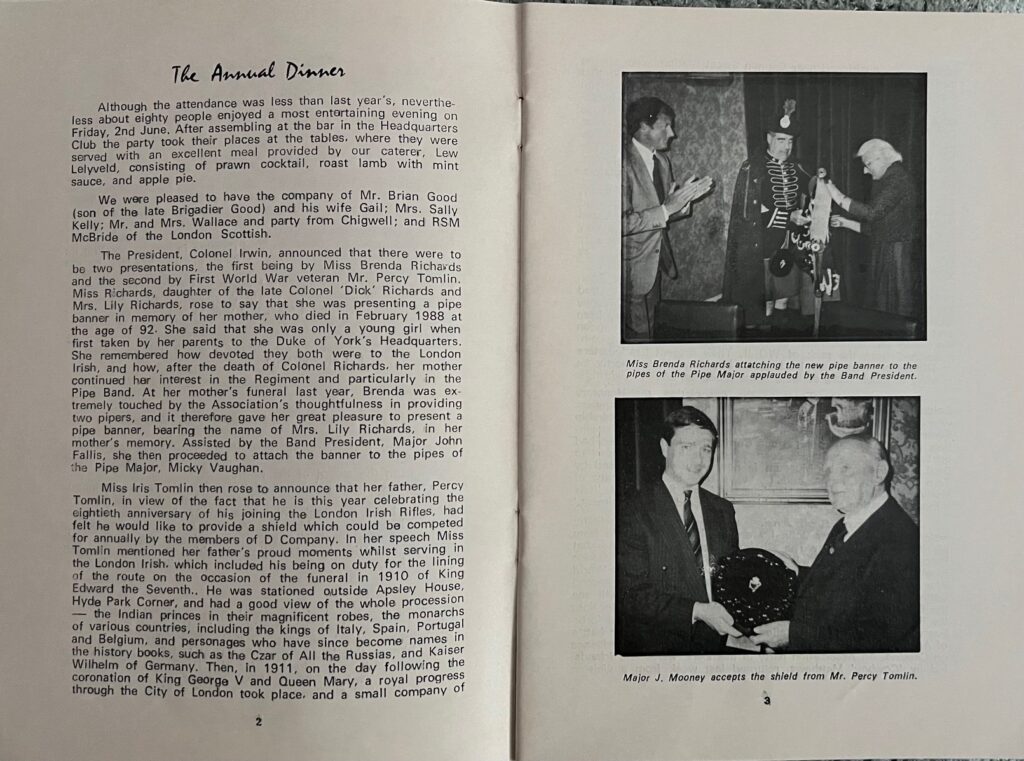 The Annual Dinner
Although the attendance was less than last year's, neverthe-
less about eighty people enjoyed a most entertaining evening on
Friday, 2nd June. After assembling at the bar in the Headquarters
Club the party took their places at the tables, where they were
served with an excellent meal provided by our caterer, Lew
Lelyveld, consisting of prawn cocktail, roast lamb with mint
sauce, and apple pie.
We were pleased to have the company of Mr. Brian Good
(son of the late Brigadier Good) and his wife Gail; Mrs. Sally
Kelly; Mr. and Mrs. Wallace and party from Chigwell; and RSM
McBride of the London Scottish.
The President, Colonel Irwin, announced that there were to
be two presentations, the first being by Miss Brenda Richards
and the second by First World War veteran Mr. Percy Tomlin.
Miss Richards, daughter of the late Colonel 'Dick' Richards and
Mrs. Lily Richards, rose to say that she was presenting a pipe
banner in memory of her mother, who died in February 1988 at
the age of 92. She said that she was only a young girl when
first taken by her parents to the Duke of York's Headquarters.
She remembered how devoted they both were to the London
Irish, and how, after the death of Colonel Richards, her mother
continued her interest in the Regiment and particularly in the
Pipe Band. At her mother's funeral last year, Brenda was ex-
tremely touched by the Association's thoughtfulness in providing
two pipers, and it therefore gave her great pleasure to present a
pipe banner, bearing the name of Mrs. Lily Richards, in her
mother's memory. Assisted by the Band President, Major John
Fallis, she then proceeded to attach the banner to the pipes of
the Pipe Major, Micky Vaughan.
Miss Iris Tomlin then rose to announce that her father, Percy
Tomlin, in view of the fact that he is this year celebrating the
eightieth anniversary of his joining the London Irish Rifles, had
felt he would like to provide a shield which could be competed
for annually by the members of D Company. In her speech Miss
Tomlin mentioned her father's proud moments whilst serving in
the London Irish, which included his being on duty for the lining
of the route on the occasion of the funeral in 1910 of King
Edward the Seventh., He was stationed outside Apsley House,
Hyde Park Corner, and had a good view of the whole procession
— the Indian princes in their magnificent robes, the monarchs
of various countries, including the kings of Italy, Spain, Portugal
and Belgium, and personages who have since become names in
the history books, such as the Czar of All the Russias, and Kaiser
Wilhelm of Germany. Then, in 1911, on the day following the
coronation of King George V and Queen Mary, a royal progress
through the City of London took place, and a small company of
2
Miss Brenda Richards attatching the new pipe banner to the
pipes of the Pipe Major applauded by the Band President.
Major J. Mooney accepts the shield from Mr. Percy Tomlin.
3